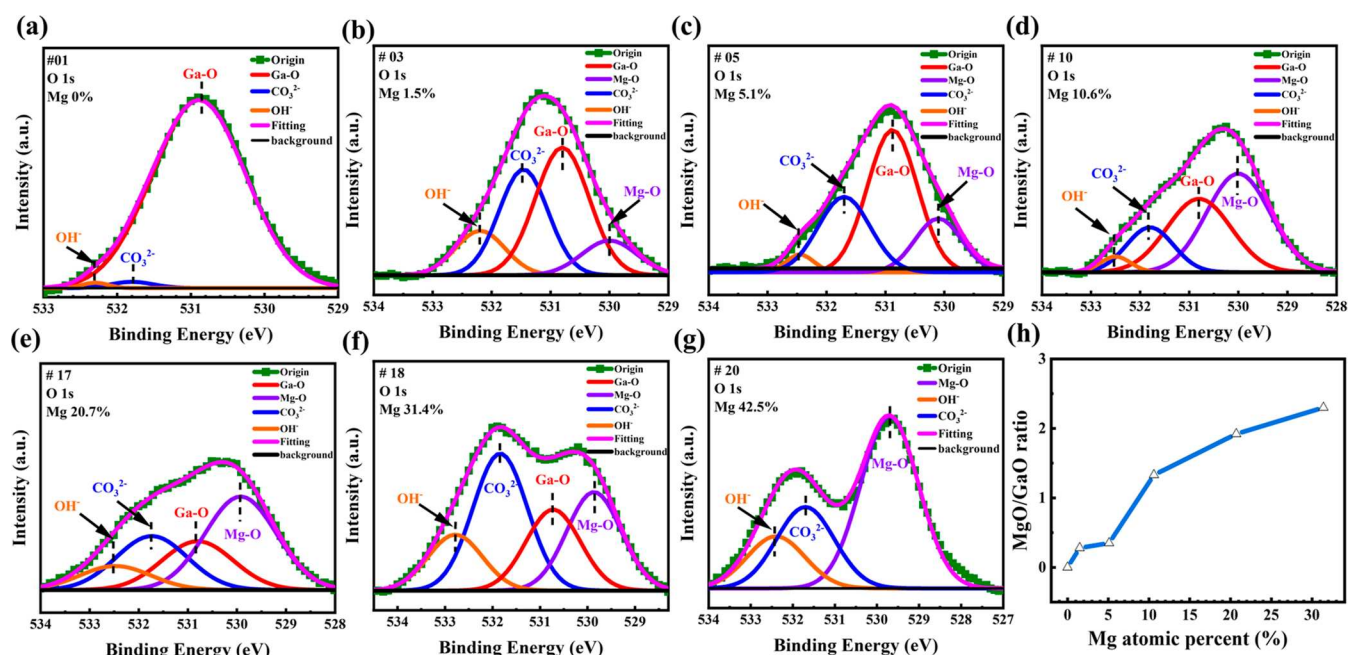 (a)
#01
O 1s
Mg 0%
Ga-O
Origin
Ga-O
CO₃²⁻
OH⁻
Fitting
background
OH⁻
CO₃²⁻
Intensity (a.u.)
533 532 531 530 529
Binding Energy (eV)
(b)
# 03
O 1s
Mg 1.5%
Origin
Ga-O
Mg-O
CO₃²⁻
OH⁻
Fitting
background
Ga-O
CO₃²⁻
OH⁻
Mg-O
Intensity (a.u.)
534 533 532 531 530 529
Binding Energy (eV)
(c)
# 05
O 1s
Mg 5.1%
Origin
Ga-O
Mg-O
CO₃²⁻
OH⁻
Fitting
background
CO₃²⁻
Ga-O
Mg-O
OH⁻
Intensity (a.u.)
534 533 532 531 530 529
Binding Energy (eV)
(d)
# 10
O 1s
Mg 10.6%
Origin
Ga-O
Mg-O
CO₃²⁻
OH⁻
Fitting
background
CO₃²⁻
Ga-O
OH⁻
Mg-O
Intensity (a.u.)
534 533 532 531 530 529 528
Binding Energy (eV)
(e)
# 17
O 1s
Mg 20.7%
Origin
Ga-O
Mg-O
CO₃²⁻
OH⁻
Fitting
background
CO₃²⁻
OH⁻
Ga-O
Mg-O
Intensity (a.u.)
534 533 532 531 530 529 528
Binding Energy (eV)
(f)
# 18
O 1s
Mg 31.4%
Origin
Ga-O
Mg-O
CO₃²⁻
OH⁻
Fitting
background
Ga-O
CO₃²⁻
OH⁻
Mg-O
Intensity (a.u.)
534 533 532 531 530 529
Binding Energy (eV)
(g)
# 20
O 1s
Mg 42.5%
Origin
Mg-O
OH⁻
CO₃²⁻
Fitting
background
Mg-O
OH⁻
CO₃²⁻
Intensity (a.u.)
534 533 532 531 530 529 528 527
Binding Energy (eV)
(h)
3
2
1
0
MgO/GaO ratio
0 5 10 15 20 25 30
Mg atomic percent (%)